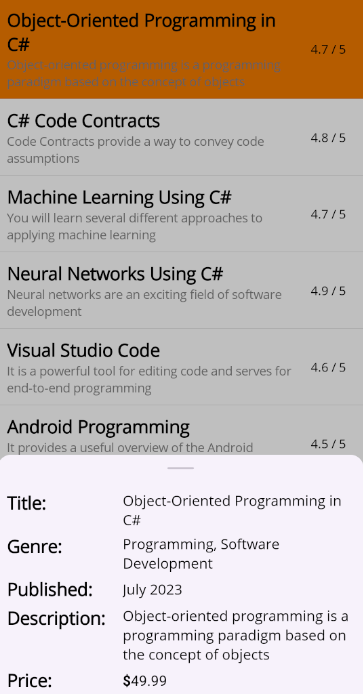 Object-Oriented Programming in
C#
4.7 / 5
Object-oriented programming is a programming
paradigm based on the concept of objects
C# Code Contracts
Code Contracts provide a way to convey code
assumptions
4.8 / 5
Machine Learning Using C#
You will learn several different approaches to
applying machine learning
4.7 / 5
Neural Networks Using C#
Neural networks are an exciting field of software
development
4.9 / 5
Visual Studio Code
It is a powerful tool for editing code and serves for
end-to-end programming
4.6 / 5
Android Programming
It provides a useful overview of the Android
4.5 / 5
Title: Object-Oriented Programming in
C#
Genre: Programming, Software
Development
Published: July 2023
Description: Object-oriented programming is a
programming paradigm based on
the concept of objects
Price: $49.99